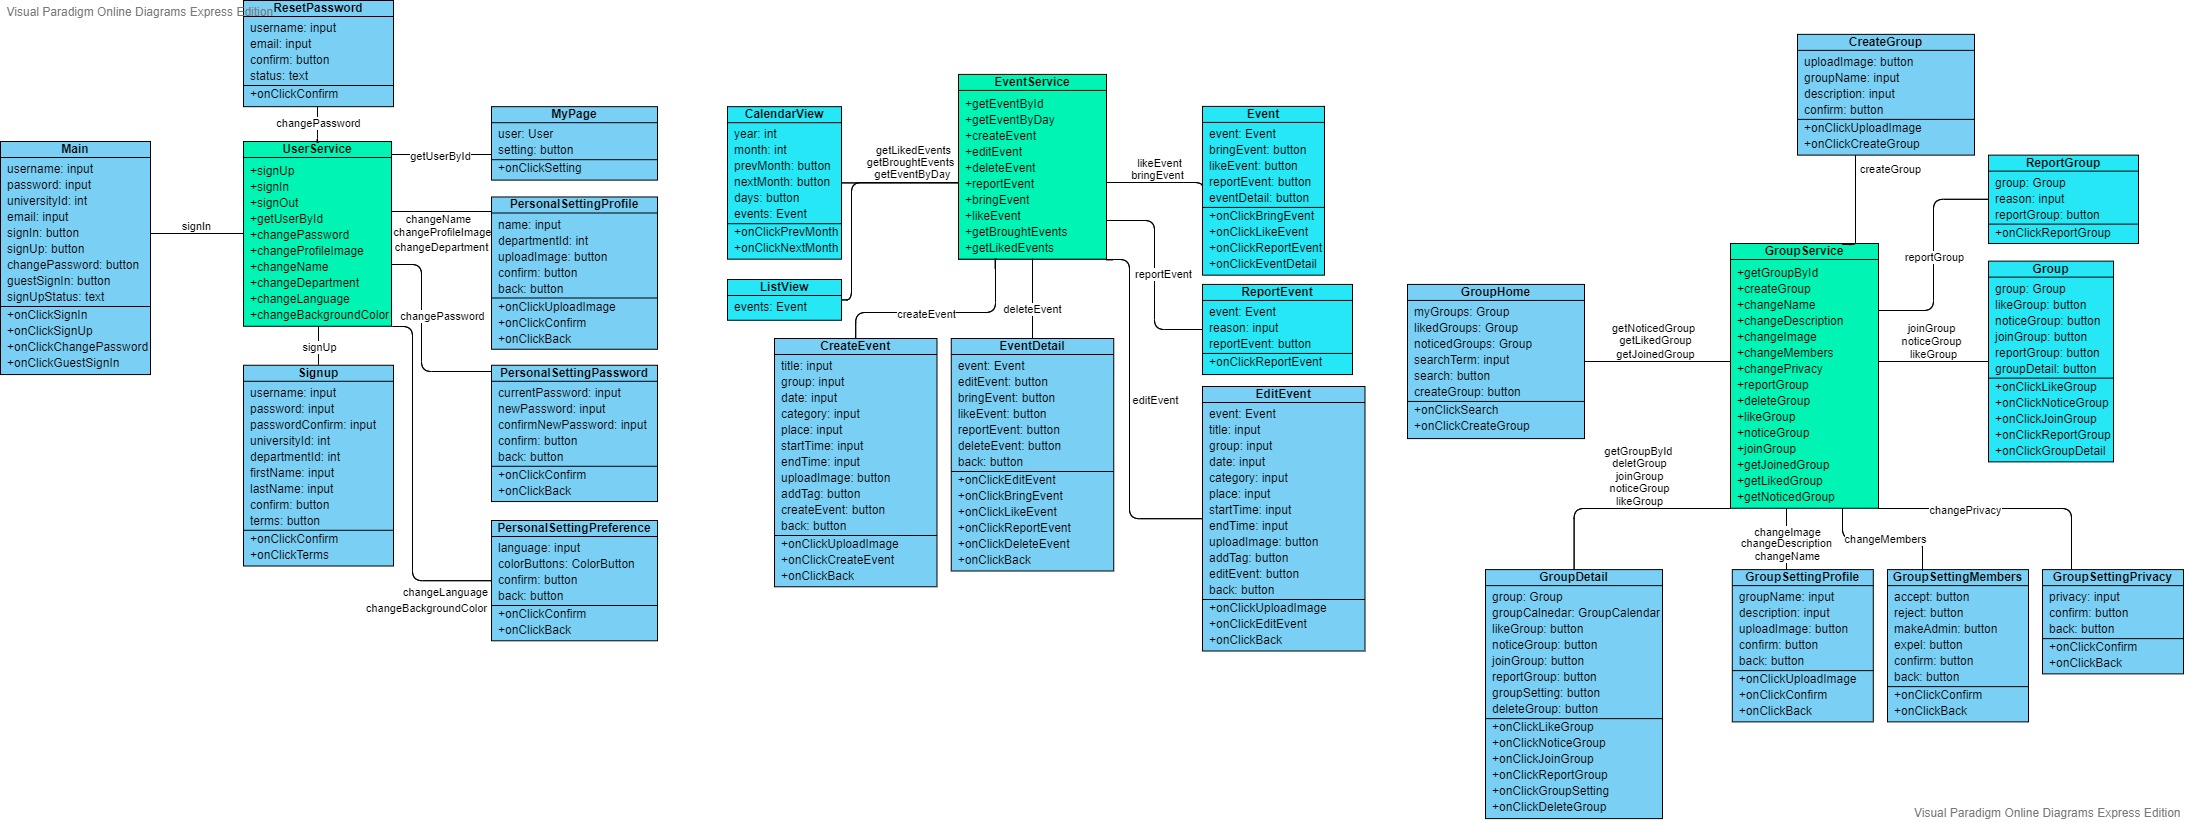 Visual Paradigm Online Diagrams Express Edition
ResetPassword
username: input
email: input
confirm: button
status: text
+onClickConfirm
changePassword
Main
username: input
password: input
universityId: int
email: input
signIn: button
signUp: button
changePassword: button
guestSignIn: button
signUpStatus: text
+onClickSignIn
+onClickSignUp
+onClickChangePassword
+onClickGuestSignIn
signIn
UserService
+signUp
+signIn
+signOut
+getUserById
+changePassword
+changeProfileImage
+changeName
+changeDepartment
+changeLanguage
+changeBackgroundColor
signUp
Signup
username: input
password: input
passwordConfirm: input
universityId: int
departmentId: int
firstName: input
lastName: input
confirm: button
terms: button
+onClickConfirm
+onClickTerms
getUserById
MyPage
user: User
setting: button
+onClickSetting
changeName
changeProfileImage
changeDepartment
PersonalSettingProfile
name: input
departmentId: int
uploadImage: button
confirm: button
back: button
+onClickUploadImage
+onClickConfirm
+onClickBack
changePassword
PersonalSettingPassword
currentPassword: input
newPassword: input
confirmNewPassword: input
confirm: button
back: button
+onClickConfirm
+onClickBack
changeLanguage
changeBackgroundColor
PersonalSettingPreference
language: input
colorButtons: ColorButton
confirm: button
back: button
+onClickConfirm
+onClickBack
CalendarView
year: int
month: int
prevMonth: button
nextMonth: button
days: button
events: Event
+onClickPrevMonth
+onClickNextMonth
ListView
events: Event
getLikedEvents
getBroughtEvents
getEventByDay
EventService
+getEventById
+getEventByDay
+createEvent
+editEvent
+deleteEvent
+reportEvent
+bringEvent
+likeEvent
+getBroughtEvents
+getLikedEvents
createEvent
deleteEvent
CreateEvent
title: input
group: input
date: input
category: input
place: input
startTime: input
endTime: input
uploadImage: button
addTag: button
createEvent: button
back: button
+onClickUploadImage
+onClickCreateEvent
+onClickBack
EventDetail
event: Event
editEvent: button
bringEvent: button
likeEvent: button
reportEvent: button
deleteEvent: button
back: button
+onClickEditEvent
+onClickBringEvent
+onClickLikeEvent
+onClickReportEvent
+onClickDeleteEvent
+onClickBack
likeEvent
bringEvent
Event
event: Event
bringEvent: button
likeEvent: button
reportEvent: button
eventDetail: button
+onClickBringEvent
+onClickLikeEvent
+onClickReportEvent
+onClickEventDetail
reportEvent
ReportEvent
event: Event
reason: input
reportEvent: button
+onClickReportEvent
editEvent
EditEvent
event: Event
title: input
group: input
date: input
category: input
place: input
startTime: input
endTime: input
uploadImage: button
addTag: button
editEvent: button
back: button
+onClickUploadImage
+onClickEditEvent
+onClickBack
CreateGroup
uploadImage: button
groupName: input
description: input
confirm: button
+onClickUploadImage
+onClickCreateGroup
createGroup
GroupHome
myGroups: Group
likedGroups: Group
noticedGroups: Group
searchTerm: input
search: button
createGroup: button
+onClickSearch
+onClickCreateGroup
getNoticedGroup
getLikedGroup
getJoinedGroup
GroupService
+getGroupById
+createGroup
+changeName
+changeDescription
+changeImage
+changeMembers
+changePrivacy
+reportGroup
+deleteGroup
+likeGroup
+noticeGroup
+joinGroup
+getJoinedGroup
+getLikedGroup
+getNoticedGroup
reportGroup
ReportGroup
group: Group
reason: input
reportGroup: button
+onClickReportGroup
joinGroup
noticeGroup
likeGroup
Group
group: Group
likeGroup: button
noticeGroup: button
joinGroup: button
reportGroup: button
groupDetail: button
+onClickLikeGroup
+onClickNoticeGroup
+onClickJoinGroup
+onClickReportGroup
+onClickGroupDetail
getGroupById
deletGroup
joinGroup
noticeGroup
likeGroup
GroupDetail
group: Group
groupCalnedar: GroupCalendar
likeGroup: button
noticeGroup: button
joinGroup: button
reportGroup: button
groupSetting: button
deleteGroup: button
+onClickLikeGroup
+onClickNoticeGroup
+onClickJoinGroup
+onClickReportGroup
+onClickGroupSetting
+onClickDeleteGroup
changeImage
changeDescription
changeName
GroupSettingProfile
groupName: input
description: input
uploadImage: button
confirm: button
back: button
+onClickUploadImage
+onClickConfirm
+onClickBack
changeMembers
GroupSettingMembers
accept: button
reject: button
makeAdmin: button
expel: button
confirm: button
back: button
+onClickConfirm
+onClickBack
changePrivacy
GroupSettingPrivacy
privacy: input
confirm: button
back: button
+onClickConfirm
+onClickBack
Visual Paradigm Online Diagrams Express Edition